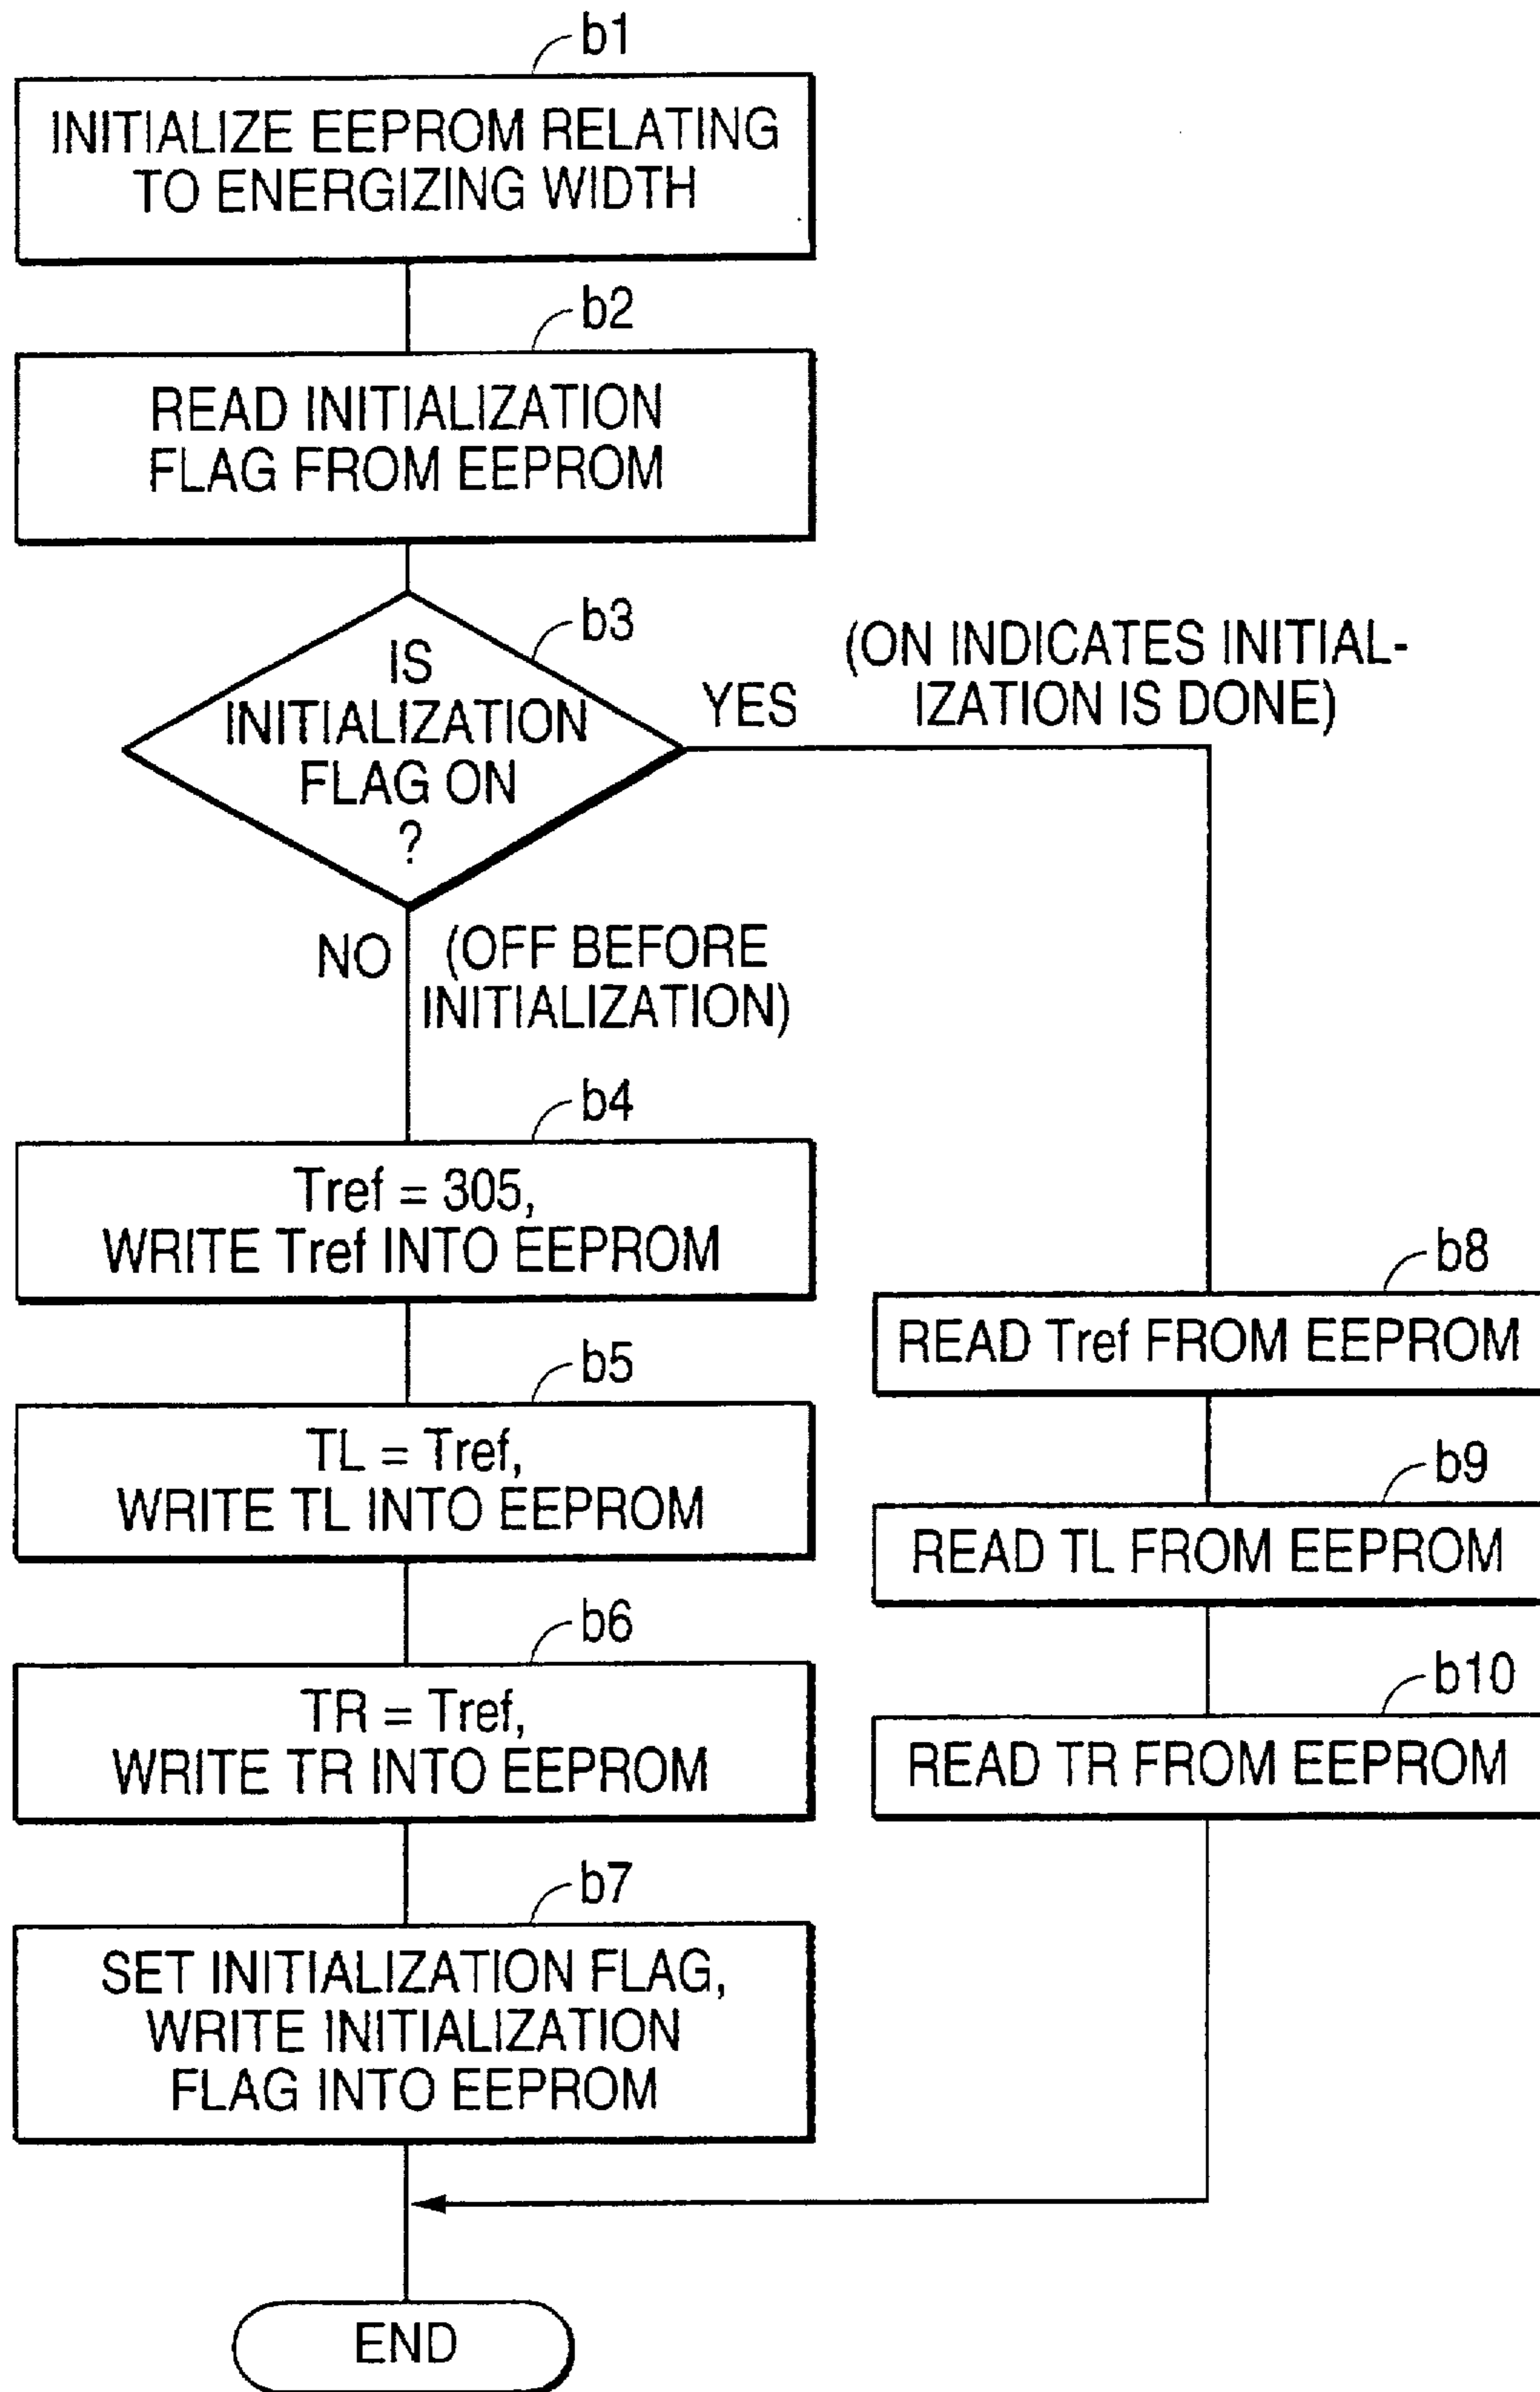 b1
INITIALIZE EEPROM RELATING
TO ENERGIZING WIDTH
b2
READ INITIALIZATION
FLAG FROM EEPROM
b3
IS
INITIALIZATION
FLAG ON
?
YES
(ON INDICATES INITIAL-
IZATION IS DONE)
NO
(OFF BEFORE
INITIALIZATION)
b4
Tref = 305,
WRITE Tref INTO EEPROM
b5
TL = Tref,
WRITE TL INTO EEPROM
b6
TR = Tref,
WRITE TR INTO EEPROM
b7
SET INITIALIZATION FLAG,
WRITE INITIALIZATION
FLAG INTO EEPROM
b8
READ Tref FROM EEPROM
b9
READ TL FROM EEPROM
b10
READ TR FROM EEPROM
END